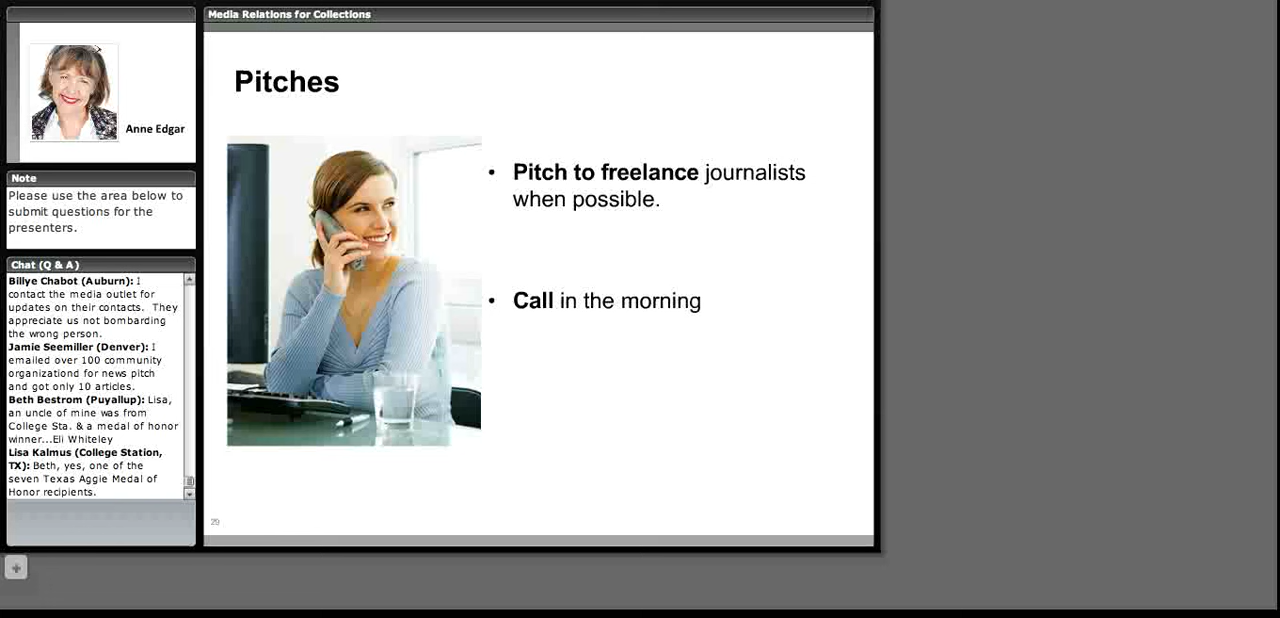 Media Relations for Collections
Anne Edgar
Note
Please use the area below to
submit questions for the
presenters.
Chat (Q & A)
Billye Chabot (Auburn): I
contact the media outlet for
updates on their contacts. They
appreciate us not bombarding
the wrong person.
Jamie Seemiller (Denver): I
emailed over 100 community
organizationd for news pitch
and got only 10 articles.
Beth Bestrom (Puyallup): Lisa,
an uncle of mine was from
College Sta. & a medal of honor
winner...Eli Whiteley
Lisa Kalmus (College Station,
TX): Beth, yes, one of the
seven Texas Aggie Medal of
Honor recipients.
Pitches
• Pitch to freelance journalists
when possible.
• Call in the morning
29